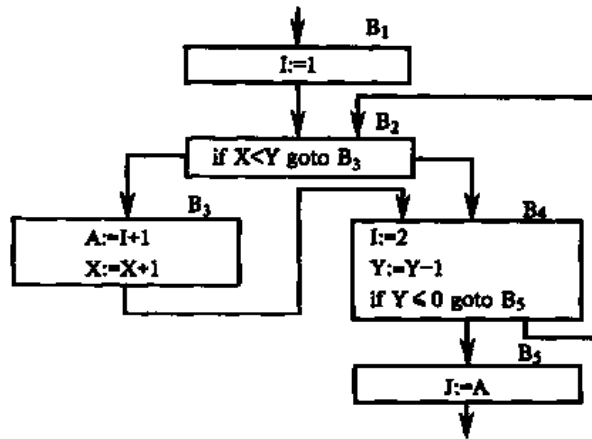 B1
I:=1
B2
if X<Y goto B3
B3
A:=I+1
X:=X+1
B4
I:=2
Y:=Y-1
if Y≤0 goto B5
B5
J:=A